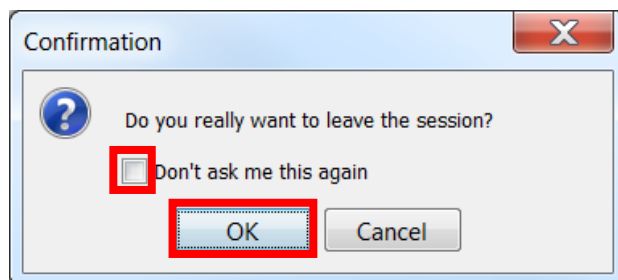 Confirmation
Do you really want to leave the session?
Don't ask me this again
OK Cancel